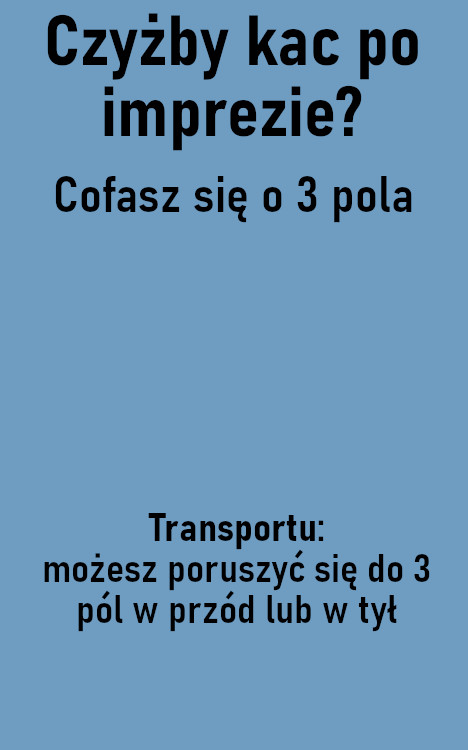 Czyżby kac po
imprezie?
Cofasz się o 3 pola
Transportu:
możesz poruszyć się do 3
pól w przód lub w tył